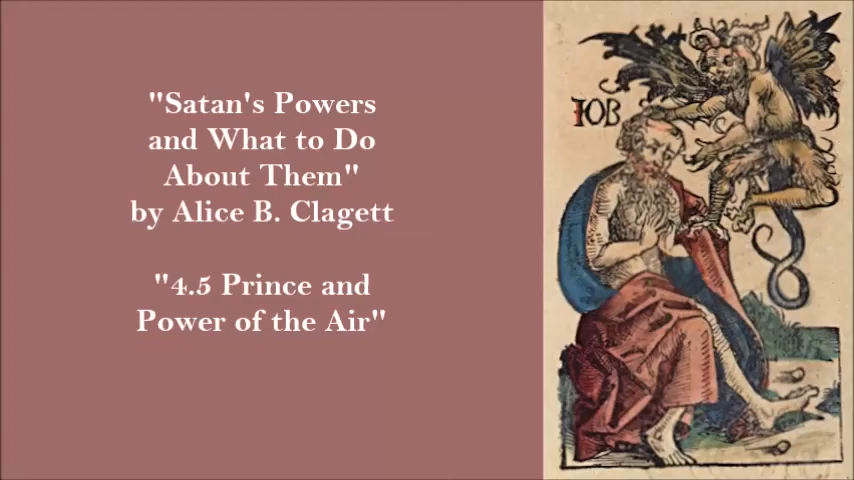 "Satan's Powers
and What to Do
About Them"
by Alice B. Clagett
"4.5 Prince and
Power of the Air"
IOB